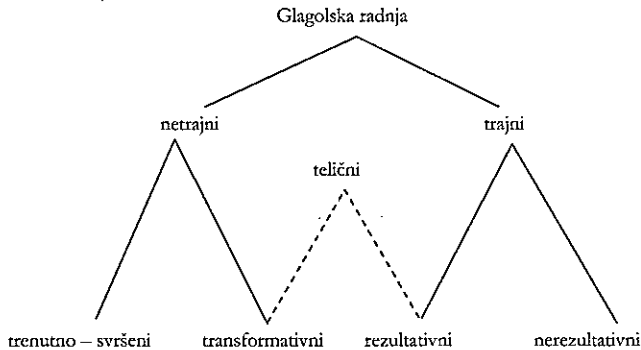 Glagolska radnja
netrajni trajni
telični
trenutno – svršeni transformativni rezultativni nerezultativni